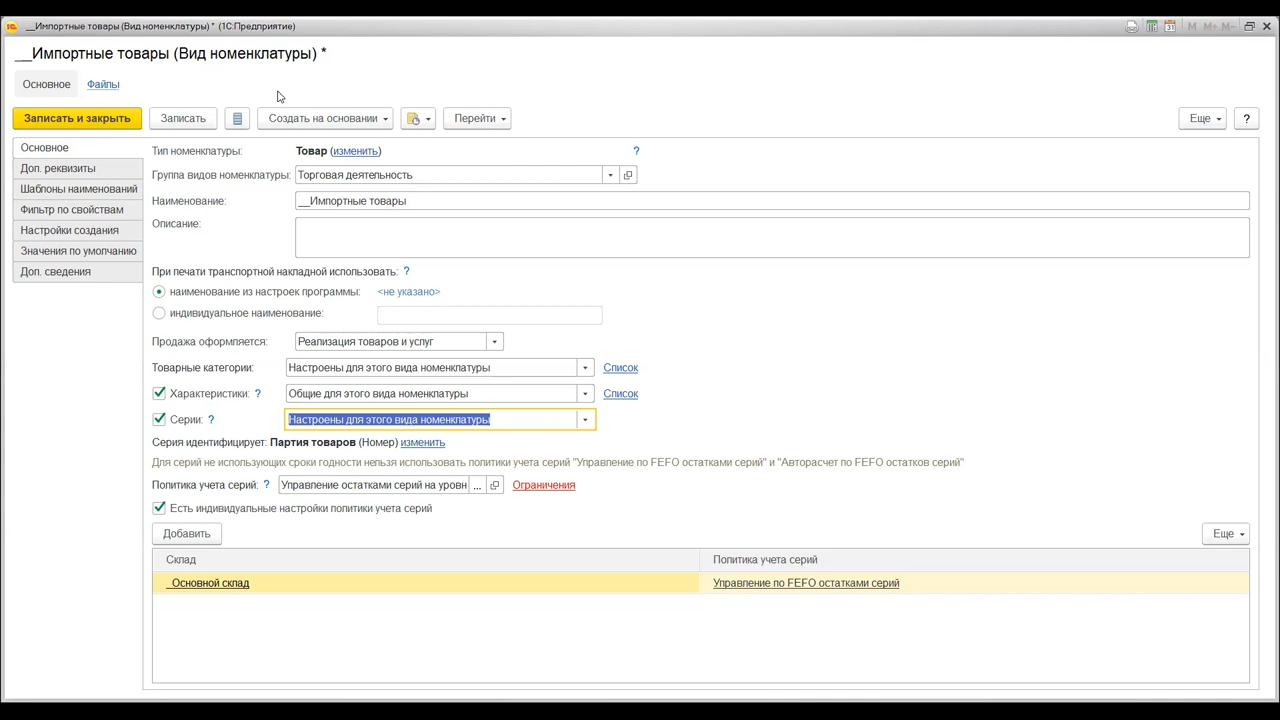 __Импортные товары (Вид номенклатуры) * (1С:Предприятие)
M M+ M-
__Импортные товары (Вид номенклатуры) *
Основное Файлы
Записать и закрыть Записать Создать на основании Перейти Еще ?
Основное
Доп. реквизиты
Шаблоны наименований
Фильтр по свойствам
Настройки создания
Значения по умолчанию
Доп. сведения
Тип номенклатуры: Товар (изменить) ?
Группа видов номенклатуры: Торговая деятельность
Наименование: __Импортные товары
Описание:
При печати транспортной накладной использовать: ?
наименование из настроек программы: <не указано>
индивидуальное наименование:
Продажа оформляется: Реализация товаров и услуг
Товарные категории: Настроены для этого вида номенклатуры Список
Характеристики: ? Общие для этого вида номенклатуры Список
Серии: ? Настроены для этого вида номенклатуры
Серия идентифицирует: Партия товаров (Номер) изменить
Для серий не использующих сроки годности нельзя использовать политики учета серий "Управление по FEFO остатками серий" и "Авторасчет по FEFO остатков серий"
Политика учета серий: ? Управление остатками серий на уровн ... Ограничения
Есть индивидуальные настройки политики учета серий
Добавить Еще
Склад Политика учета серий
_Основной склад Управление по FEFO остатками серий